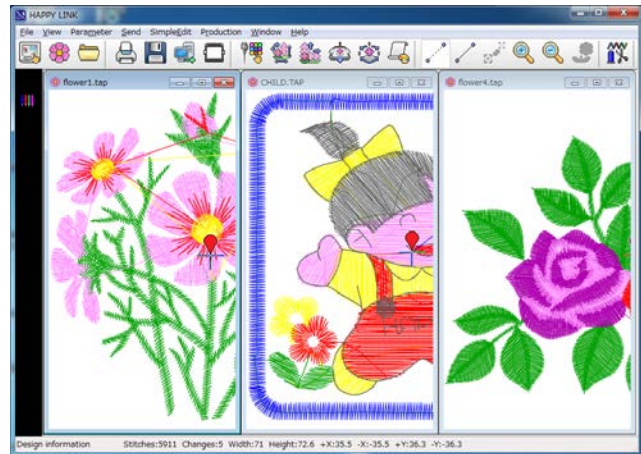 HAPPY LINK
File View Parameter Send SimpleEdit Production Window Help
flower1.tap
CHILD.TAP
flower4.tap
Design information Stitches:5911 Changes:5 Width:71 Height:72.6 +X:35.5 -X:-35.5 +Y:36.3 -Y:-36.3